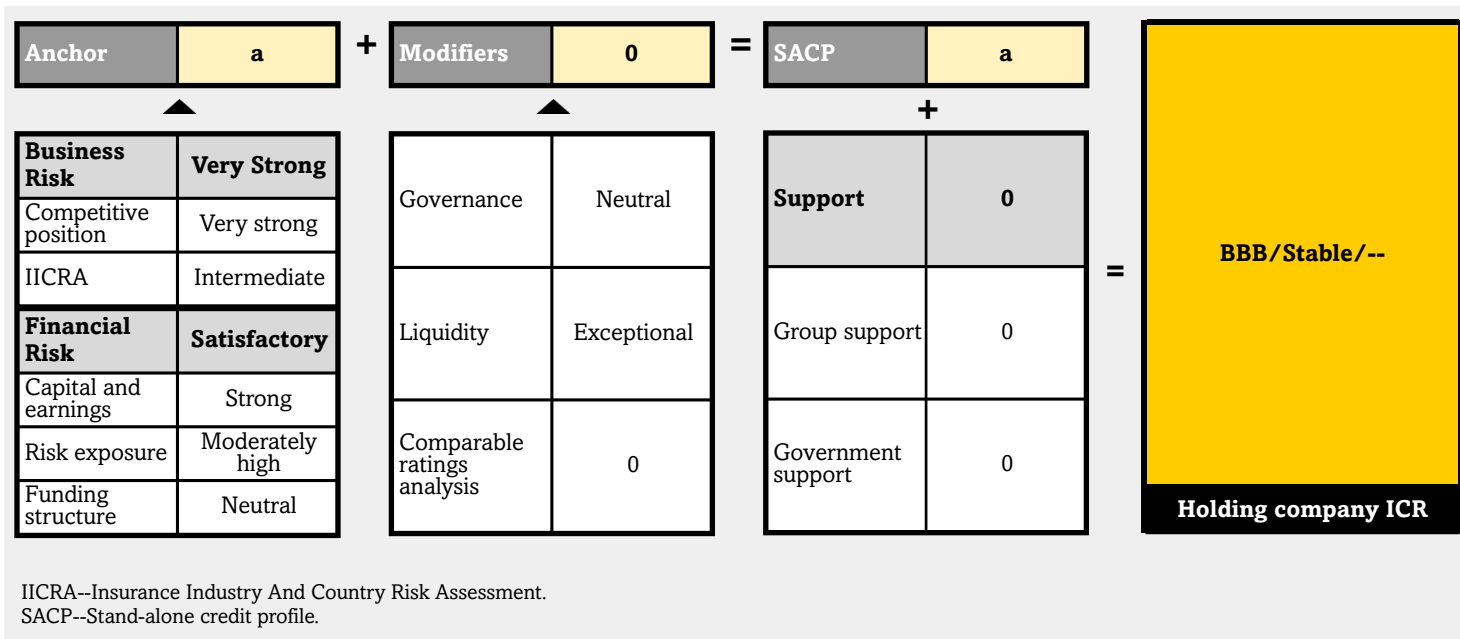 Anchor
a
+
Modifiers
0
=
SACP
a
Business
Risk
Very Strong
Competitive
position
Very strong
IICRA
Intermediate
Financial
Risk
Satisfactory
Capital and
earnings
Strong
Risk exposure
Moderately
high
Funding
structure
Neutral
Governance
Neutral
Liquidity
Exceptional
Comparable
ratings
analysis
0
+
Support
0
Group support
0
Government
support
0
=
BBB/Stable/--
Holding company ICR
IICRA--Insurance Industry And Country Risk Assessment.
SACP--Stand-alone credit profile.